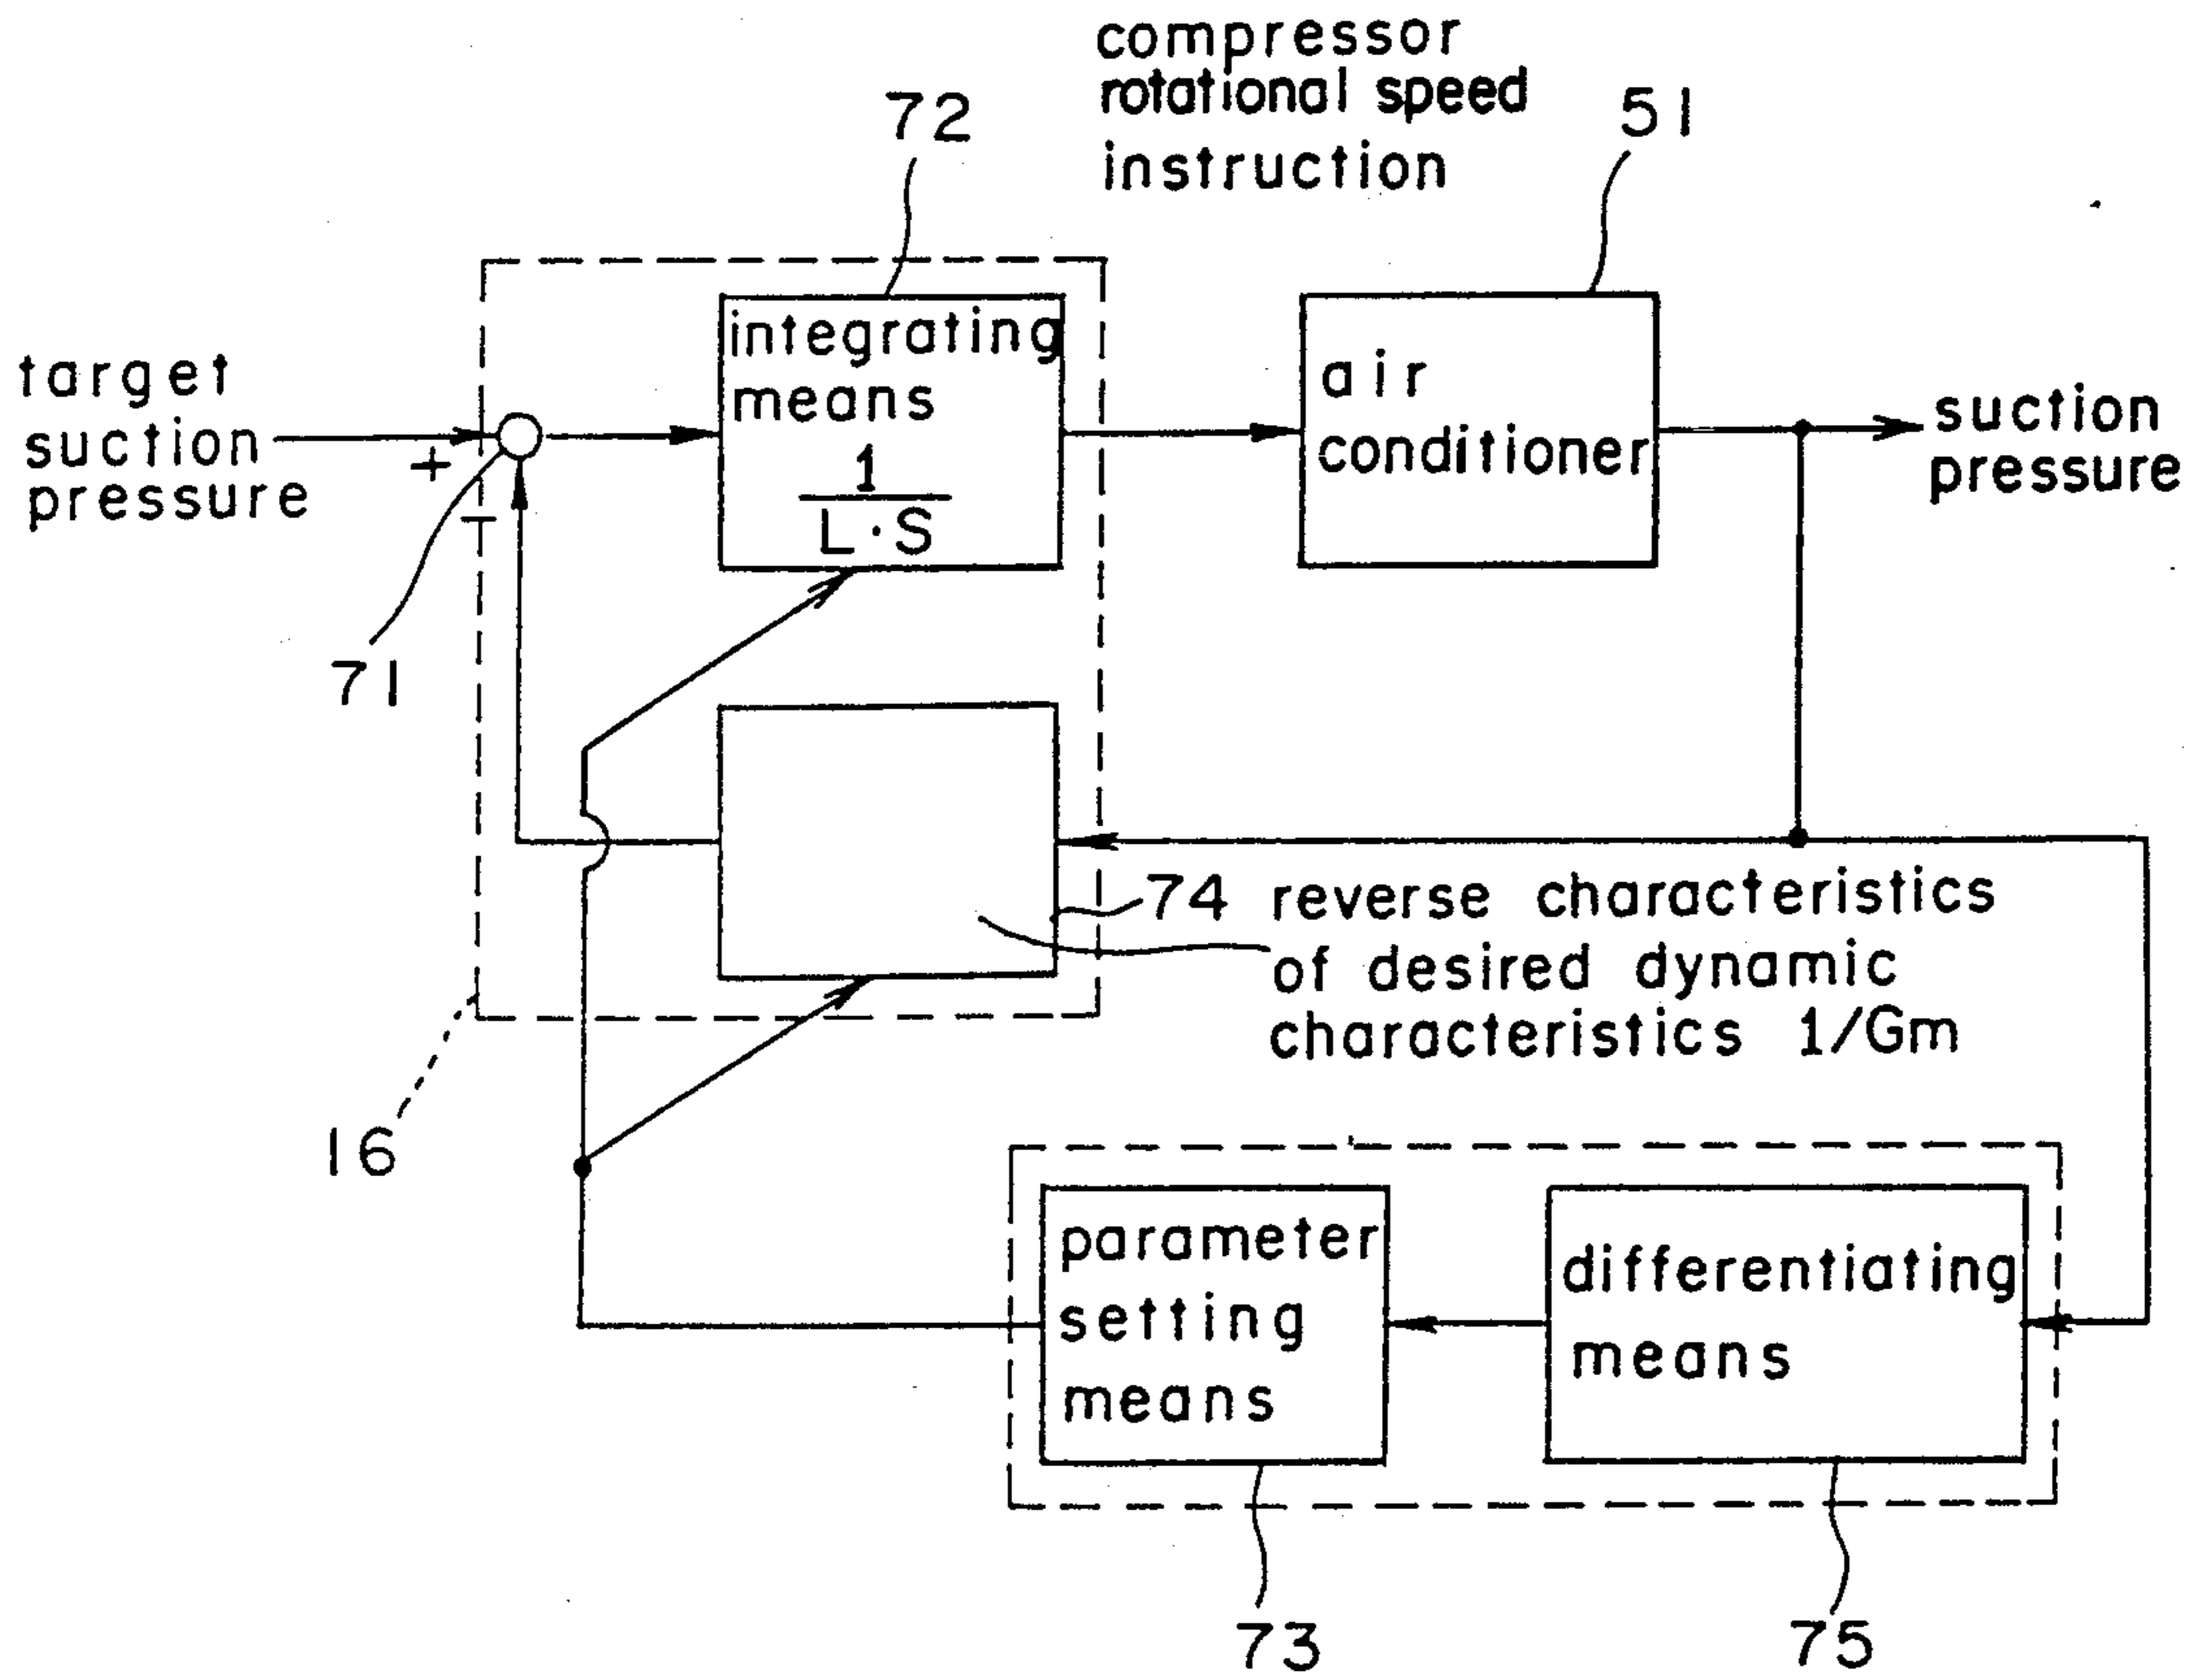 compressor
rotational speed
instruction
72
51
integrating
means
1
L·S
air
conditioner
target
suction
pressure
+
−
suction
pressure
71
74
reverse characteristics
of desired dynamic
characteristics 1/Gm
16
parameter
setting
means
differentiating
means
73
75